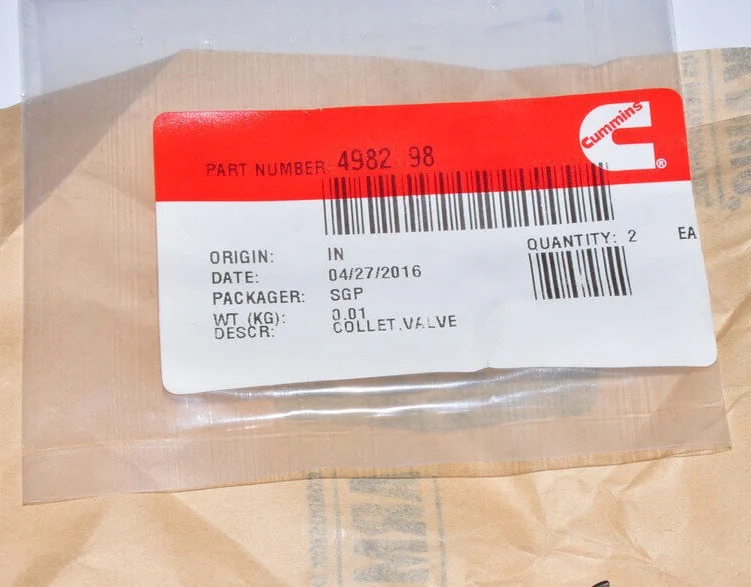 Cummins
®
PART NUMBER 4982 98
ORIGIN: IN
DATE: 04/27/2016
PACKAGER: SGP
WT (KG): 0.01
DESCR: COLLET,VALVE
QUANTITY: 2 EA